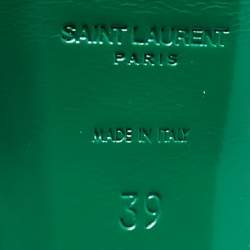 SAINT LAURENT
PARIS
MADE IN ITALY
39